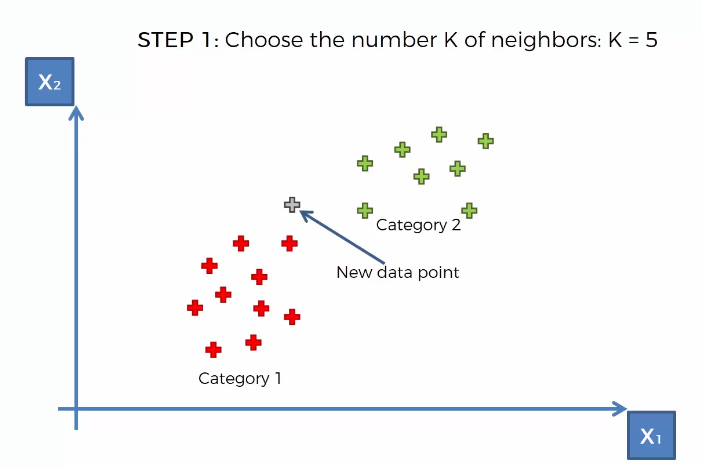 STEP 1: Choose the number K of neighbors: K = 5
X₂
Category 2
New data point
Category 1
X₁